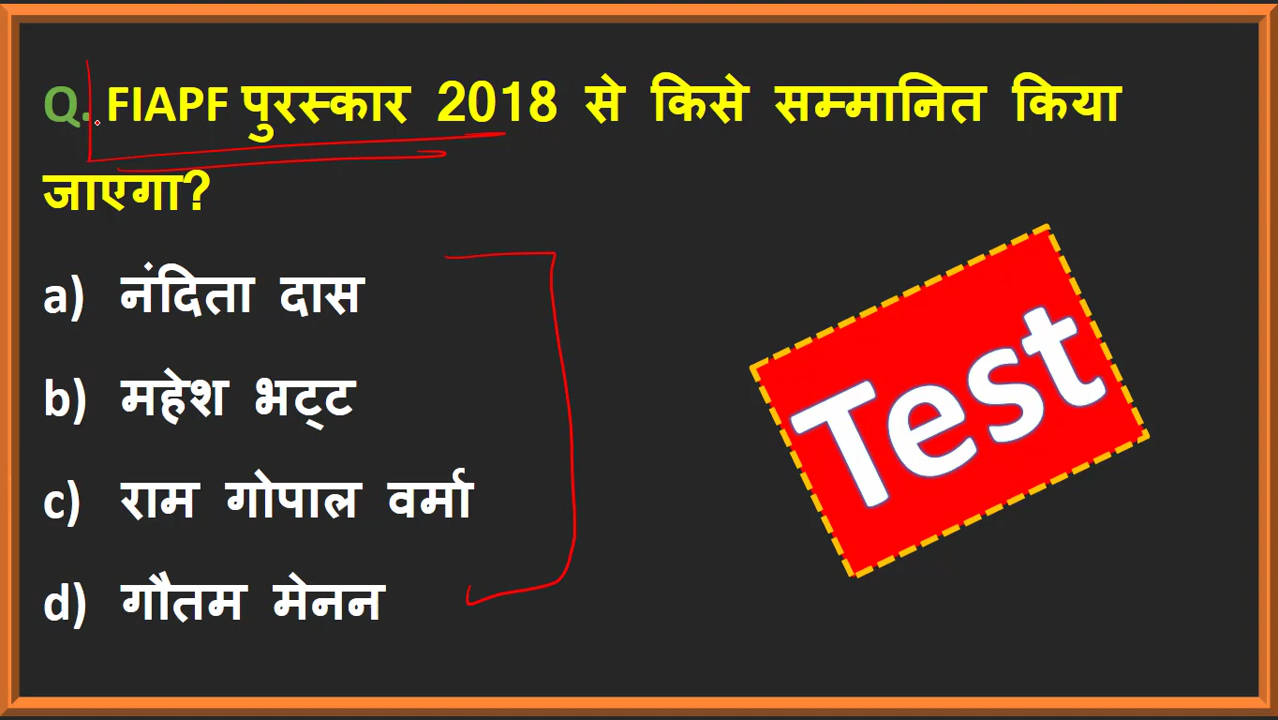 Q. FIAPF पुरस्कार 2018 से किसे सम्मानित किया
जाएगा?
a) नंदिता दास
b) महेश भट्ट
c) राम गोपाल वर्मा
d) गौतम मेनन
Test